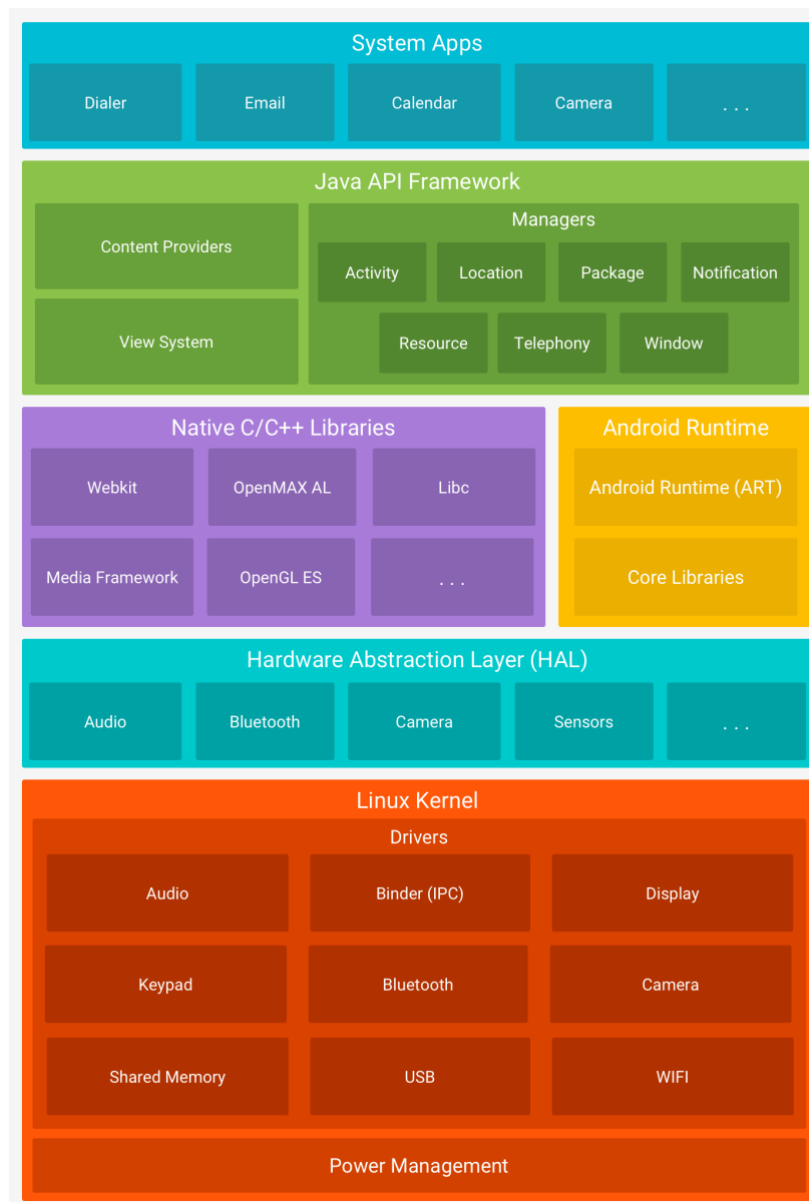 System Apps
Dialer
Email
Calendar
Camera
. . .
Java API Framework
Content Providers
View System
Managers
Activity
Location
Package
Notification
Resource
Telephony
Window
Native C/C++ Libraries
Webkit
OpenMAX AL
Libc
Media Framework
OpenGL ES
. . .
Android Runtime
Android Runtime (ART)
Core Libraries
Hardware Abstraction Layer (HAL)
Audio
Bluetooth
Camera
Sensors
. . .
Linux Kernel
Drivers
Audio
Binder (IPC)
Display
Keypad
Bluetooth
Camera
Shared Memory
USB
WIFI
Power Management